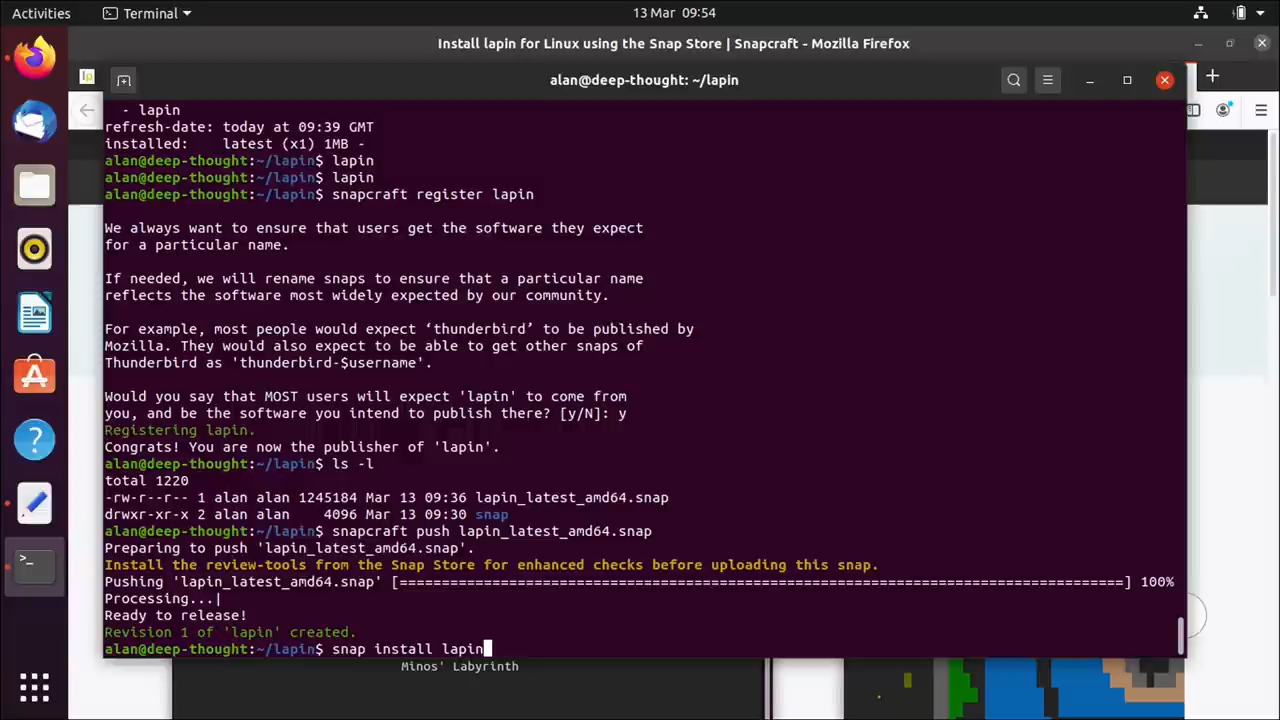 Activities
Terminal
13 Mar 09:54
Install lapin for Linux using the Snap Store | Snapcraft - Mozilla Firefox
lp
alan@deep-thought: ~/lapin
- lapin
refresh-date: today at 09:39 GMT
installed: latest (x1) 1MB -
alan@deep-thought:~/lapin$ lapin
alan@deep-thought:~/lapin$ lapin
alan@deep-thought:~/lapin$ snapcraft register lapin
We always want to ensure that users get the software they expect
for a particular name.
If needed, we will rename snaps to ensure that a particular name
reflects the software most widely expected by our community.
For example, most people would expect ‘thunderbird’ to be published by
Mozilla. They would also expect to be able to get other snaps of
Thunderbird as 'thunderbird-$username'.
Would you say that MOST users will expect 'lapin' to come from
you, and be the software you intend to publish there? [y/N]: y
Registering lapin.
Congrats! You are now the publisher of 'lapin'.
alan@deep-thought:~/lapin$ ls -l
total 1220
-rw-r--r-- 1 alan alan 1245184 Mar 13 09:36 lapin_latest_amd64.snap
drwxr-xr-x 2 alan alan 4096 Mar 13 09:30 snap
alan@deep-thought:~/lapin$ snapcraft push lapin_latest_amd64.snap
Preparing to push 'lapin_latest_amd64.snap'.
Install the review-tools from the Snap Store for enhanced checks before uploading this snap.
Pushing 'lapin_latest_amd64.snap' [=======================================================================================] 100%
Processing...|
Ready to release!
Revision 1 of 'lapin' created.
alan@deep-thought:~/lapin$ snap install lapin
Minos' Labyrinth